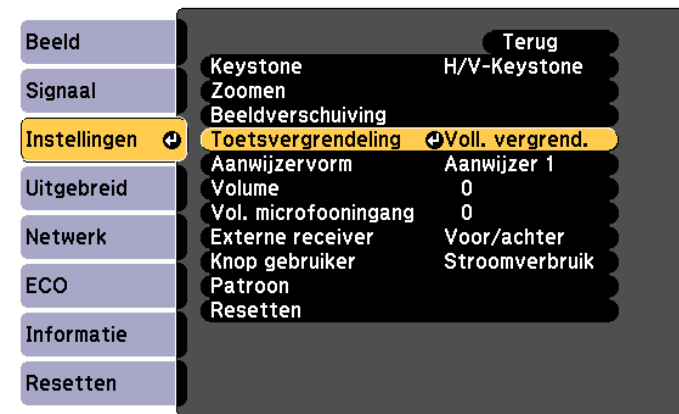 Beeld
Signaal
Instellingen
Uitgebreid
Netwerk
ECO
Informatie
Resetten
Terug
Keystone H/V-Keystone
Zoomen
Beeldverschuiving
Toetsvergrendeling Voll. vergrend.
Aanwijzervorm Aanwijzer 1
Volume 0
Vol. microfooningang 0
Externe receiver Voor/achter
Knop gebruiker Stroomverbruik
Patroon
Resetten